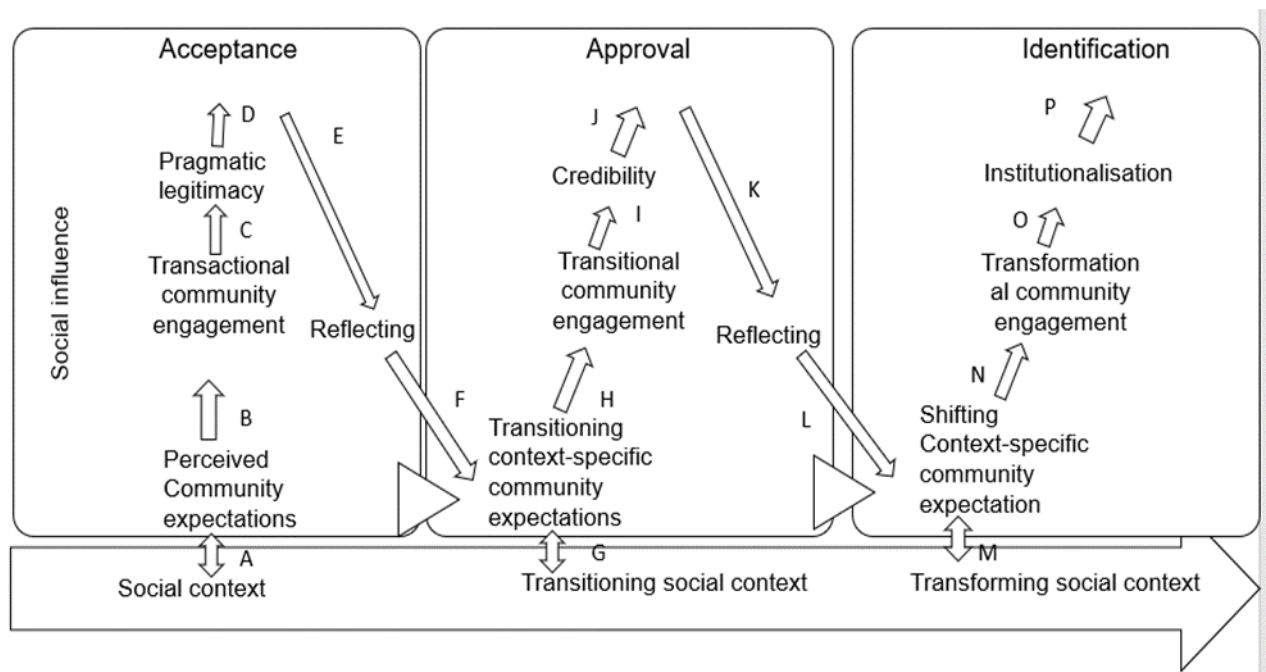 Acceptance
D
E
Pragmatic
legitimacy
C
Transactional
community
engagement
Reflecting
Social influence
B
F
Perceived
Community
expectations
A
Social context
Approval
J
K
Credibility
I
Transitional
community
engagement
Reflecting
H
L
Transitioning
context-specific
community
expectations
G
Transitioning social context
Identification
P
Institutionalisation
O
Transformation
al community
engagement
N
Shifting
Context-specific
community
expectation
M
Transforming social context